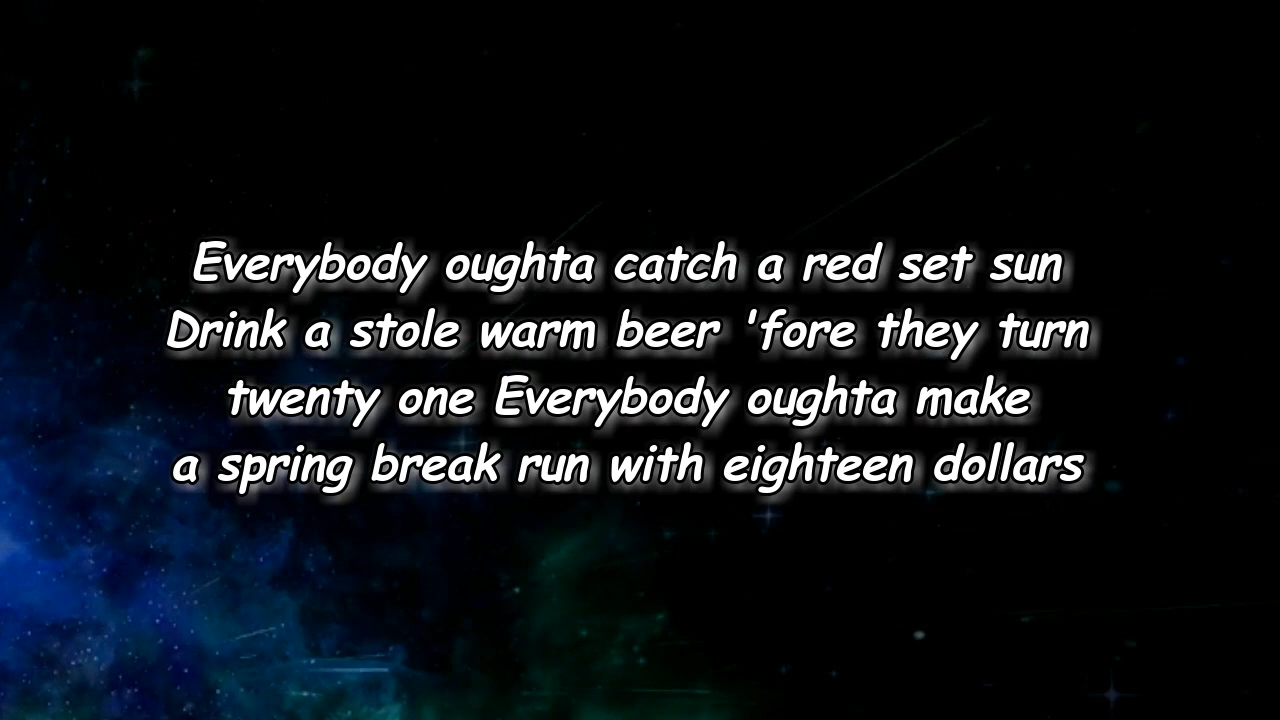 Everybody oughta catch a red set sun
Drink a stole warm beer 'fore they turn
twenty one Everybody oughta make
a spring break run with eighteen dollars